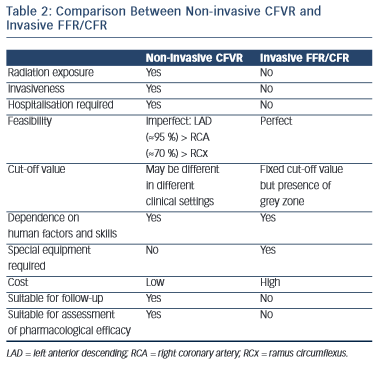 Table 2: Comparison Between Non-invasive CFVR and
Invasive FFR/CFR
Non-invasive CFVR Invasive FFR/CFR
Radiation exposure Yes No
Invasiveness Yes No
Hospitalisation required Yes No
Feasibility Imperfect: LAD Perfect
(≈95 %) > RCA
(≈70 %) > RCx
Cut-off value May be different Fixed cut-off value
in different but presence of
clinical settings grey zone
Dependence on Yes Yes
human factors and skills
Special equipment No Yes
required
Cost Low High
Suitable for follow-up Yes No
Suitable for assessment Yes No
of pharmacological efficacy
LAD = left anterior descending; RCA = right coronary artery; RCx = ramus circumflexus.